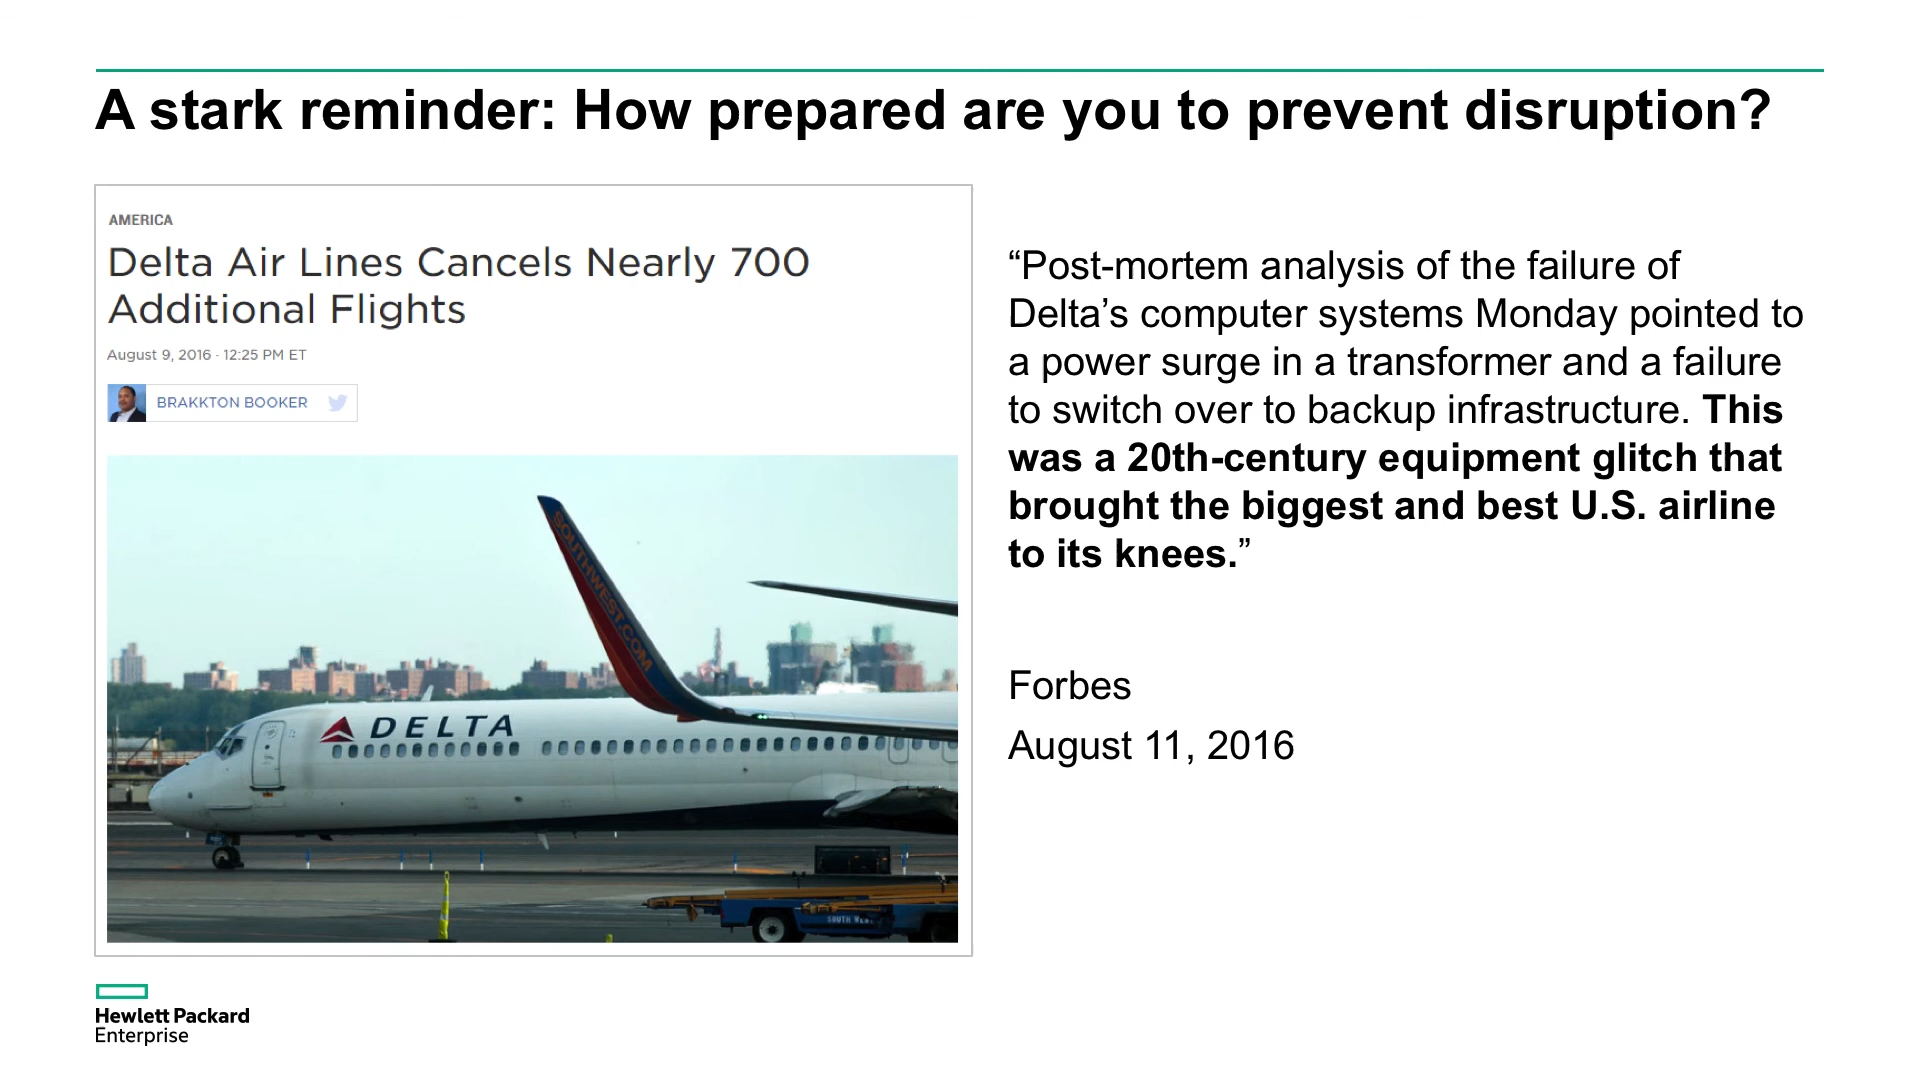 A stark reminder: How prepared are you to prevent disruption?
AMERICA
Delta Air Lines Cancels Nearly 700
Additional Flights
August 9, 2016 · 12:25 PM ET
BRAKKTON BOOKER
SOUTHWEST.COM
DELTA
SOUTH WEST
“Post-mortem analysis of the failure of
Delta’s computer systems Monday pointed to
a power surge in a transformer and a failure
to switch over to backup infrastructure. This
was a 20th-century equipment glitch that
brought the biggest and best U.S. airline
to its knees.”
Forbes
August 11, 2016
Hewlett Packard
Enterprise